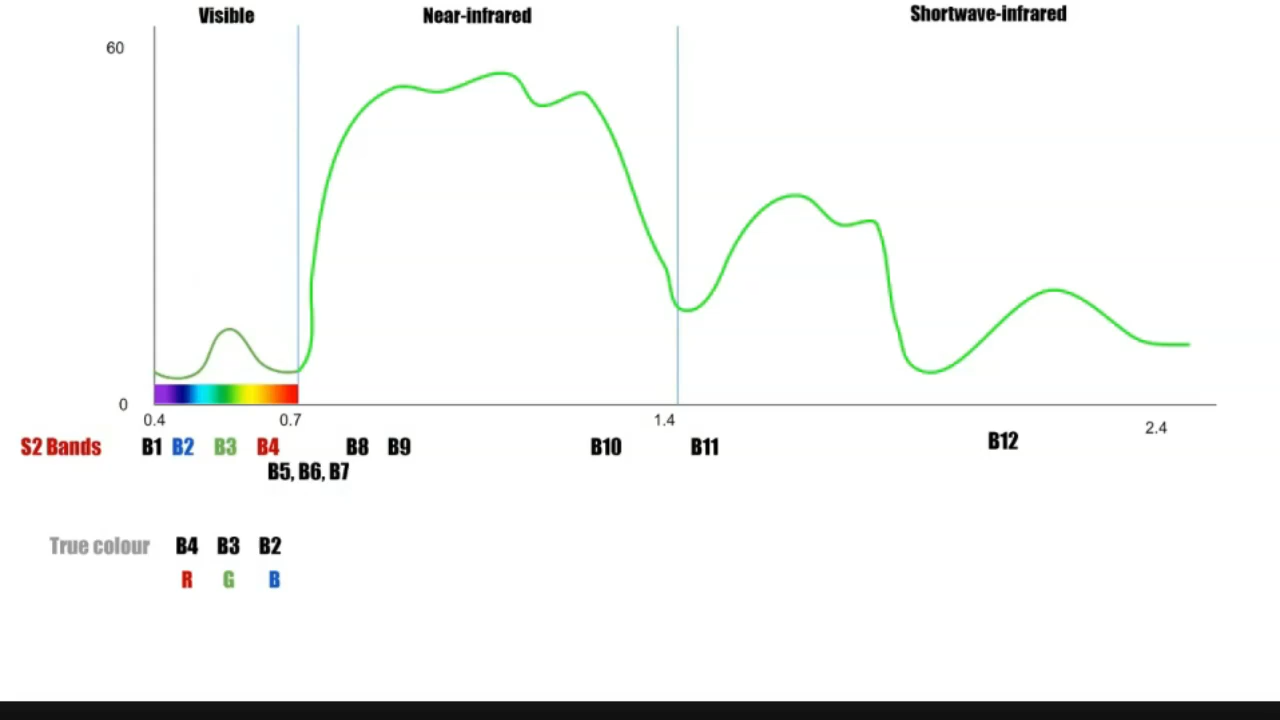 Visible Near-infrared Shortwave-infrared
60
0
0.4 0.7 1.4 2.4
S2 Bands B1 B2 B3 B4 B8 B9 B10 B11 B12
B5, B6, B7
True colour B4 B3 B2
R G B